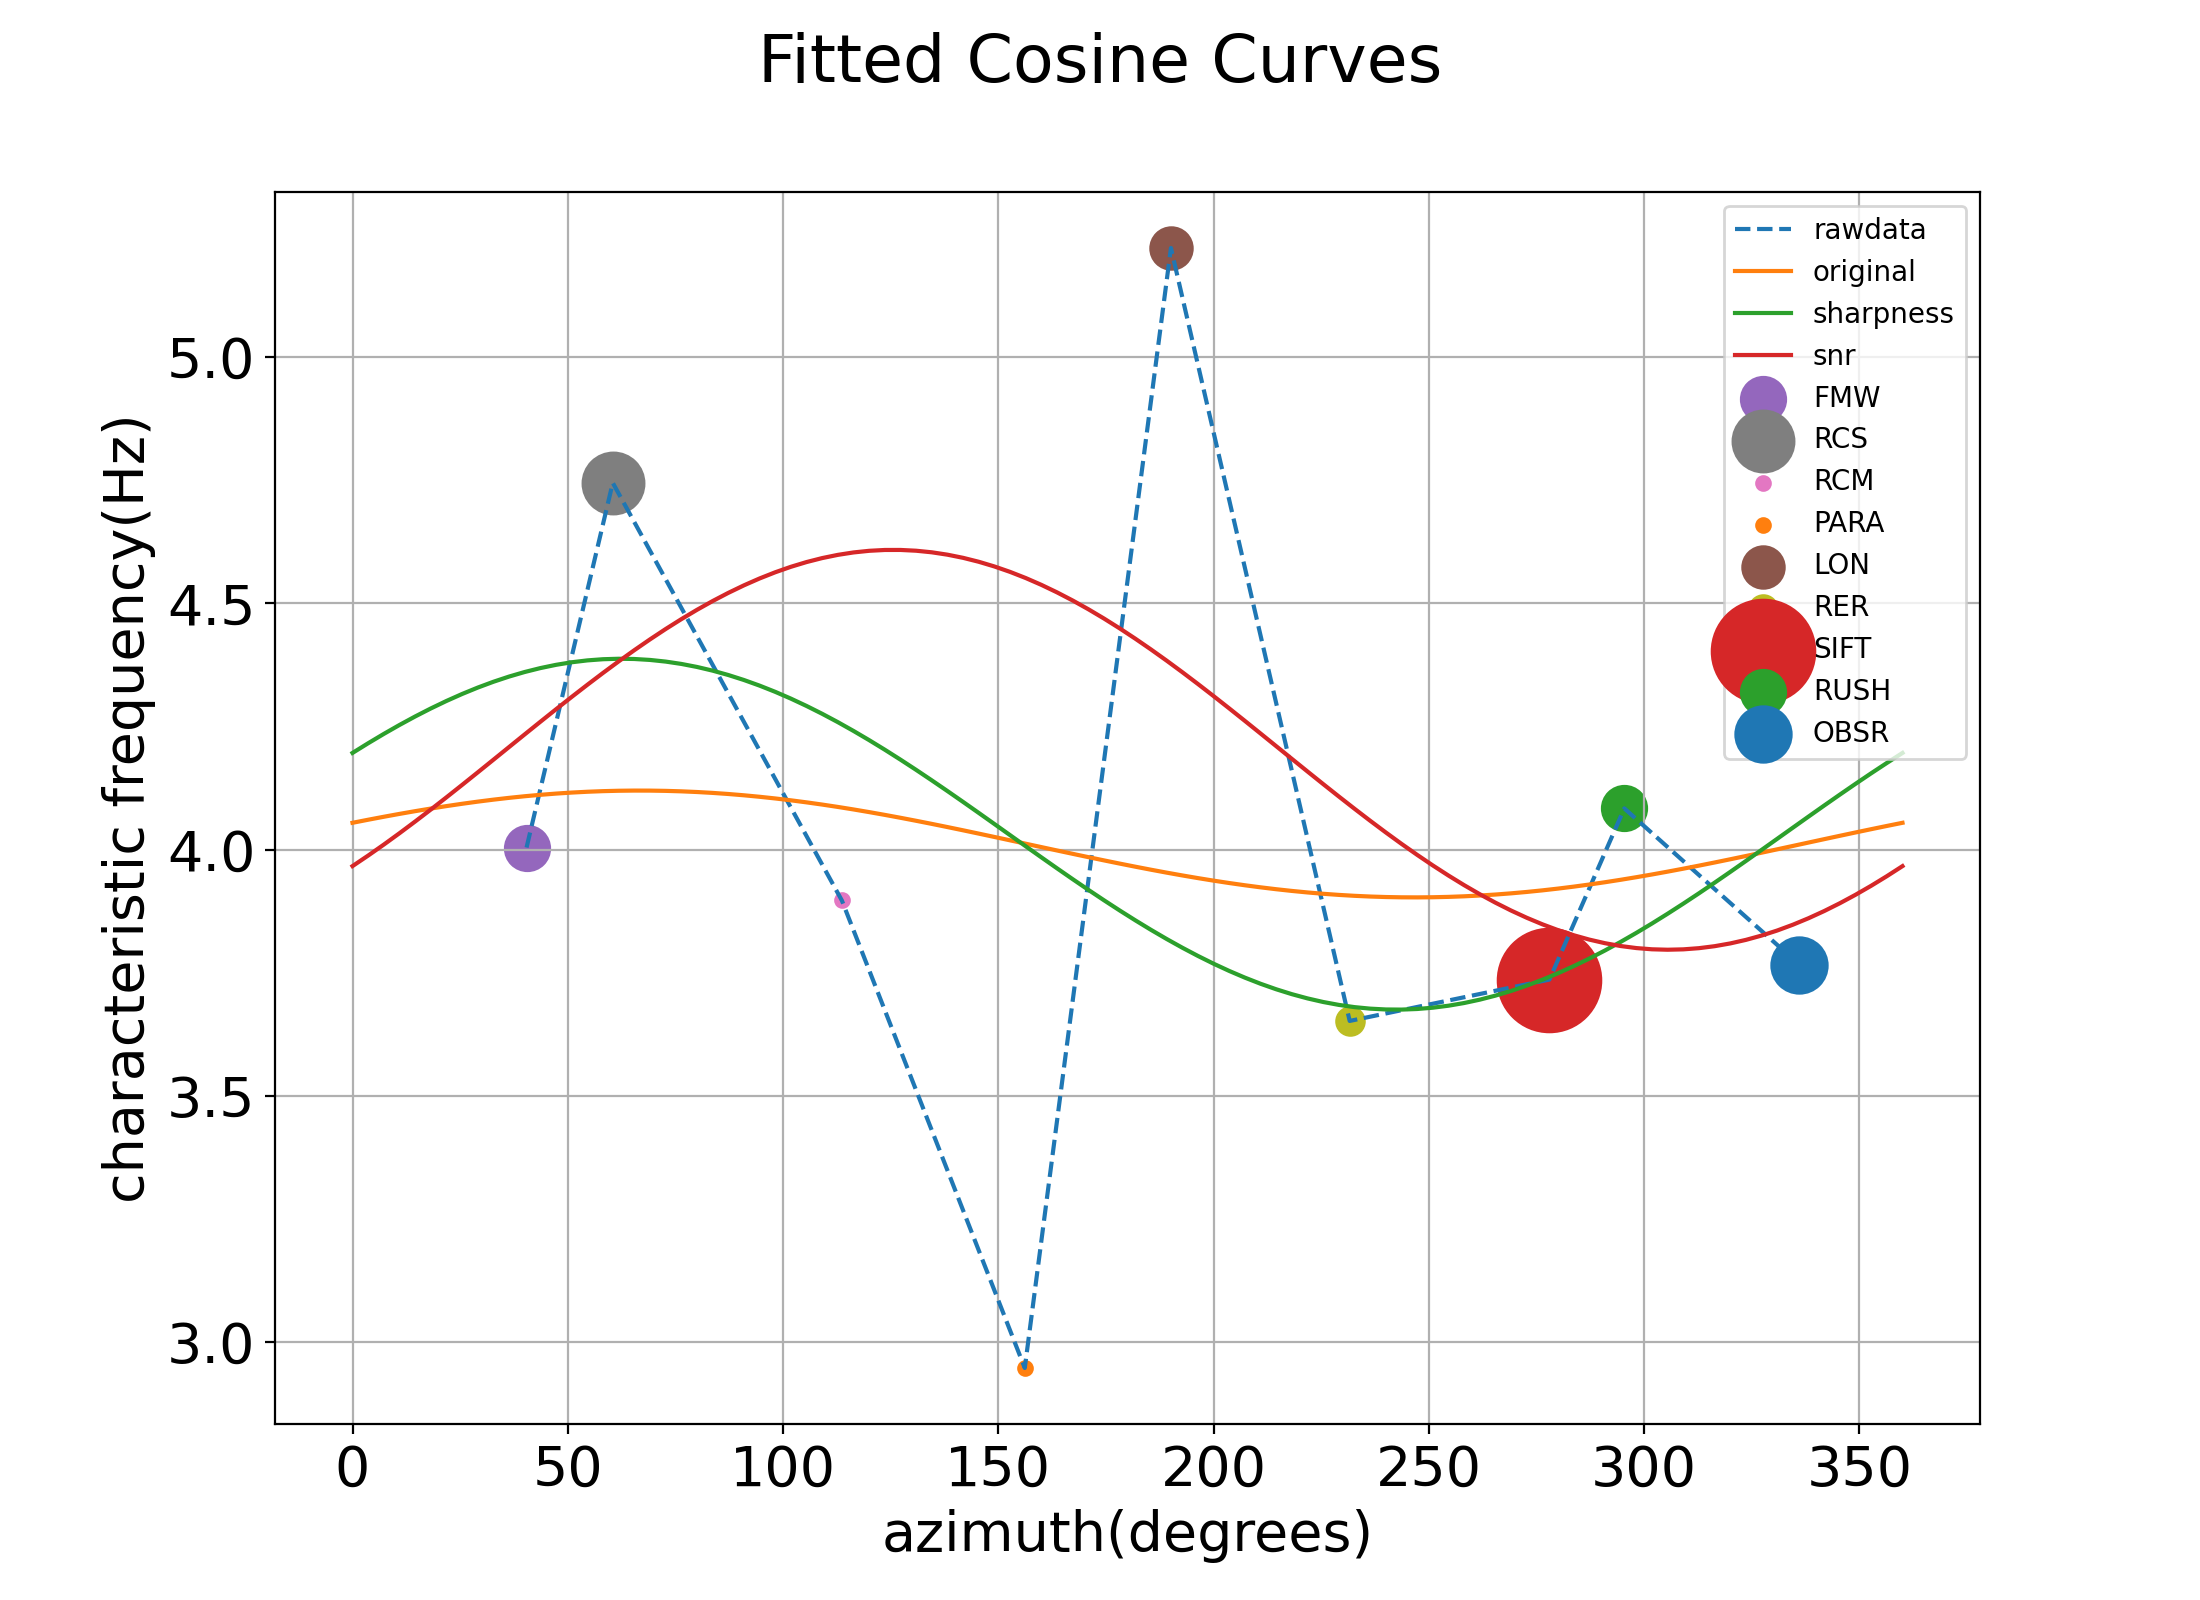 Fitted Cosine Curves
characteristic frequency(Hz)
5.0
4.5
4.0
3.5
3.0
rawdata
original
sharpness
snr
FMW
RCS
RCM
PARA
LON
RER
SIFT
RUSH
OBSR
0 50 100 150 200 250 300 350
azimuth(degrees)